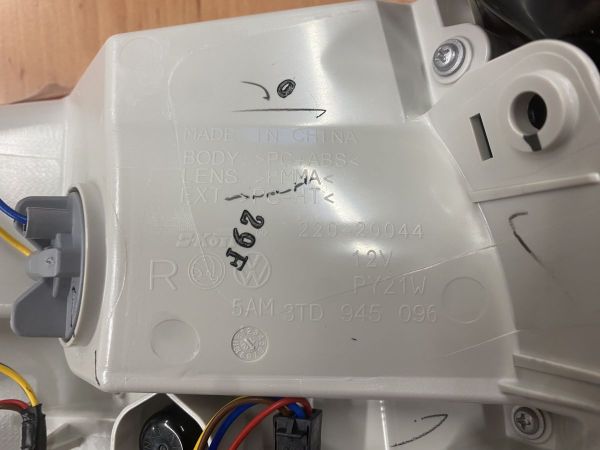 MADE IN CHINA
BODY >PC-ABS<
LENS >PMMA<
EXT >PC-HT<
29F
220-20044
12V
R
PY21W
5AM 3TD 945 096